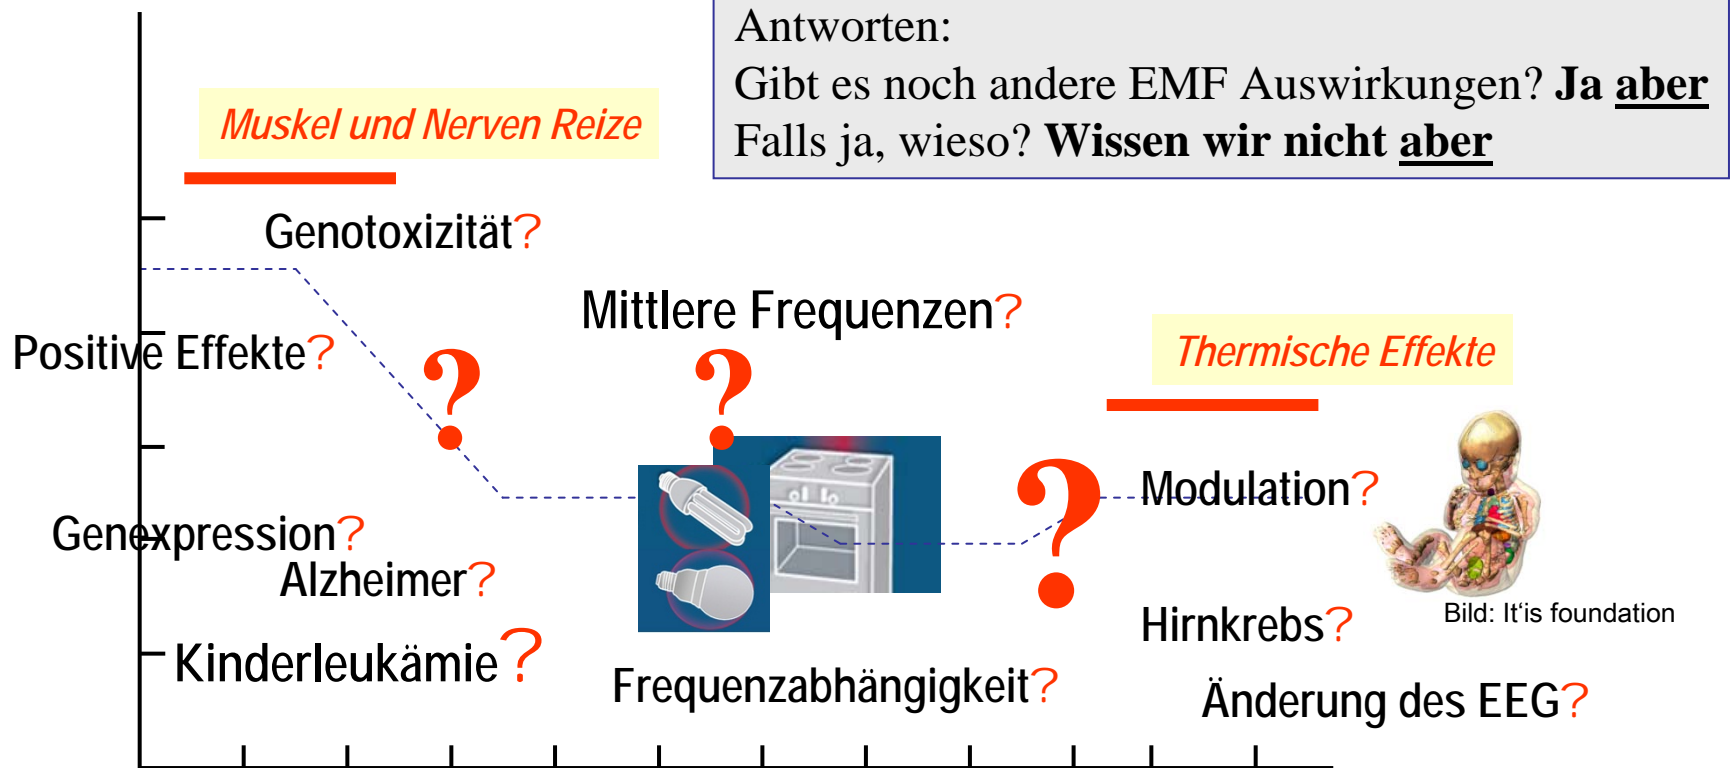 Antworten:
Gibt es noch andere EMF Auswirkungen? Ja aber
Falls ja, wieso? Wissen wir nicht aber
Muskel und Nerven Reize
Genotoxizität?
Mittlere Frequenzen?
Positive Effekte?
Thermische Effekte
?
?
?
Modulation?
Genexpression?
Alzheimer?
Bild: It'is foundation
Hirnkrebs?
Kinderleukämie?
Frequenzabhängigkeit?
Änderung des EEG?